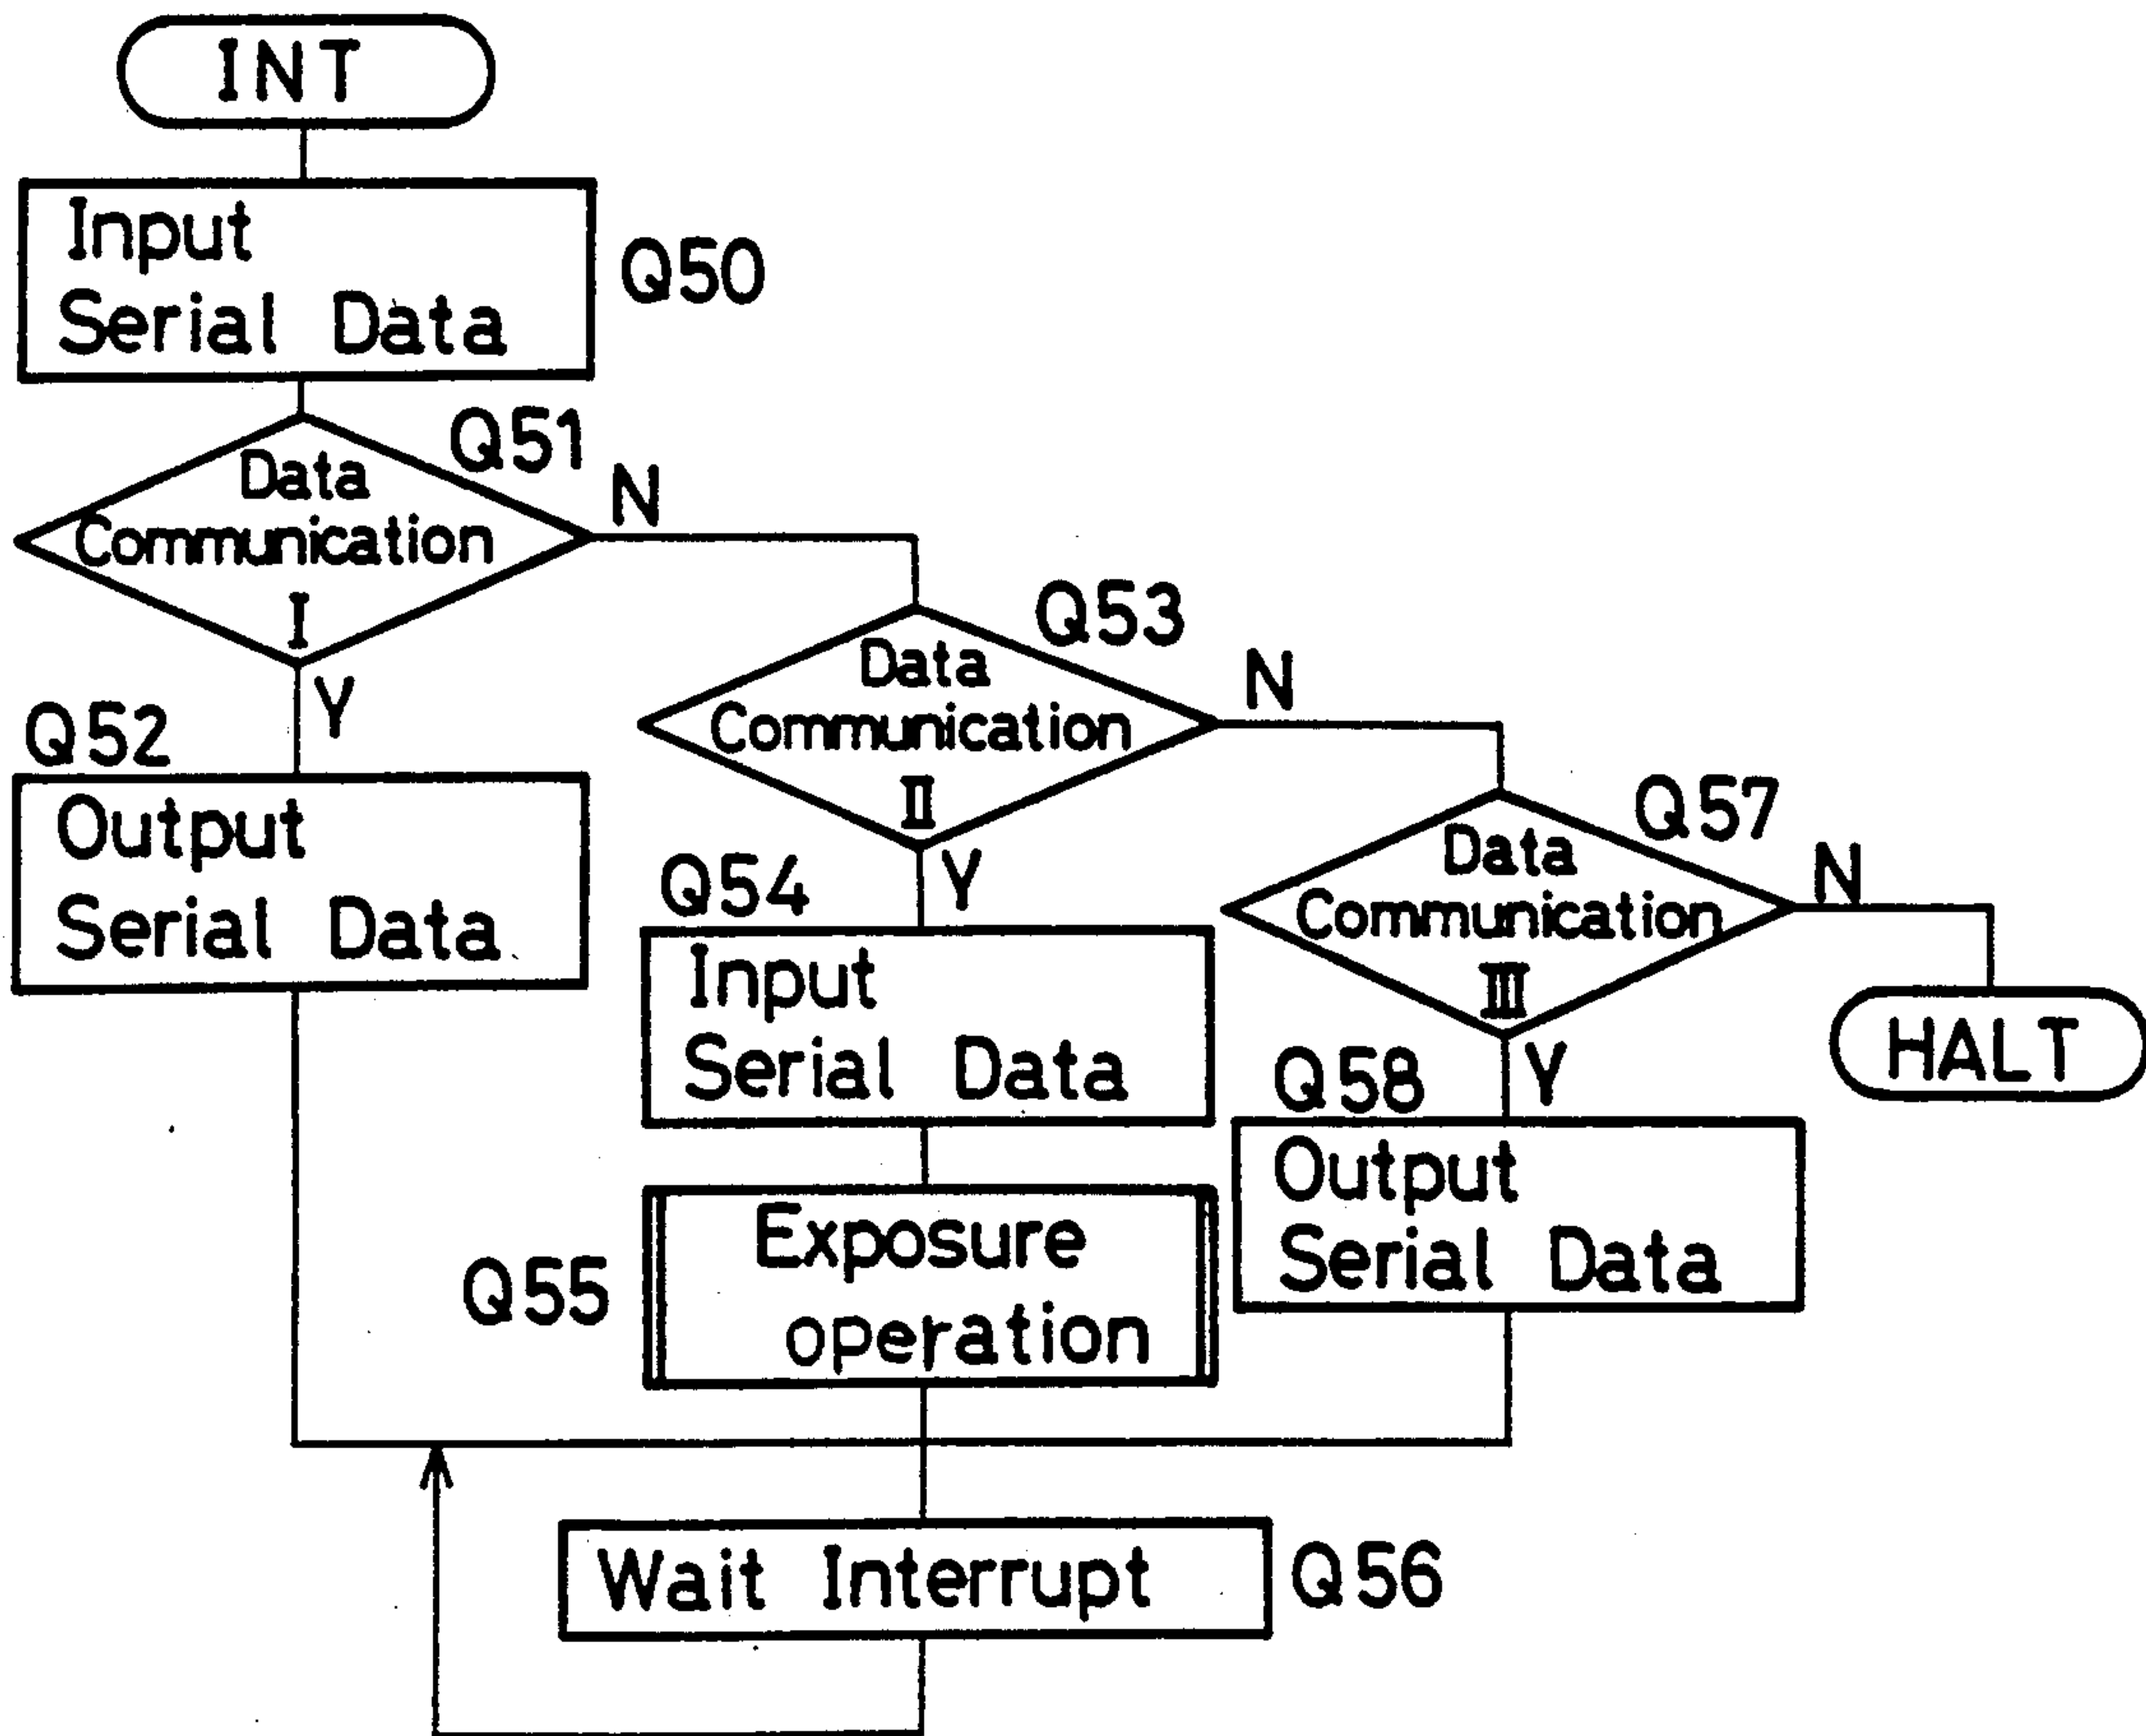 INT
Input
Serial Data
Q50
Q51
Data
Communication
I
N
Y
Q52
Output
Serial Data
Q53
Data
Communication
II
N
Y
Q54
Input
Serial Data
Q55
Exposure
operation
Q57
Data
Communication
III
N
HALT
Y
Q58
Output
Serial Data
Wait Interrupt
Q56